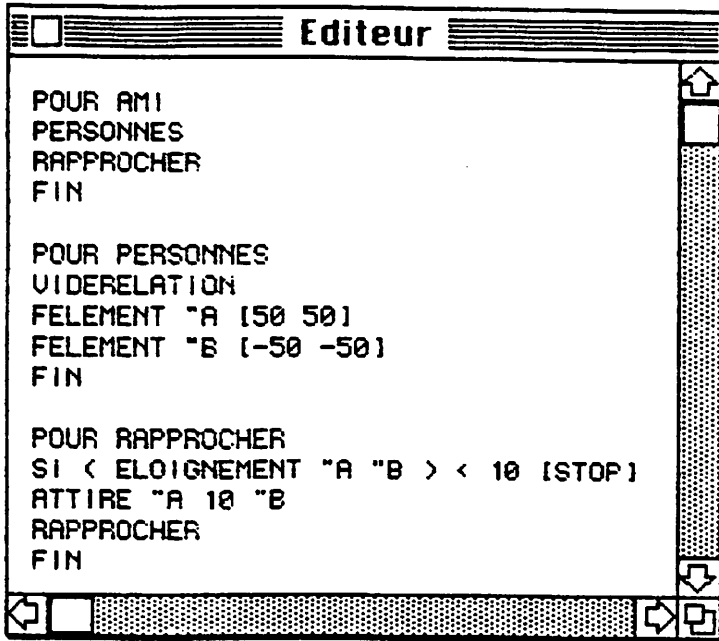 Editeur
POUR AMI
PERSONNES
RAPPROCHER
FIN
POUR PERSONNES
VIDERELATION
FELEMENT "A [50 50]
FELEMENT "B [-50 -50]
FIN
POUR RAPPROCHER
SI ( ELOIGNEMENT "A "B ) < 10 [STOP]
ATTIRE "A 10 "B
RAPPROCHER
FIN